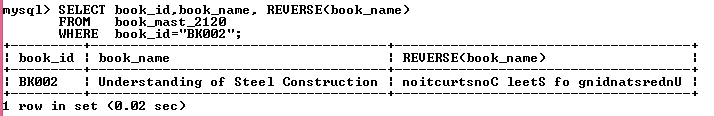 mysql> SELECT book_id,book_name, REVERSE(book_name)
FROM book_mast_2120
WHERE book_id="BK002";
| book_id | book_name | REVERSE(book_name) |
| BK002 | Understanding of Steel Construction | noitcurtsnoC leetS fo gnidnatsrednU |
1 row in set (0.02 sec)